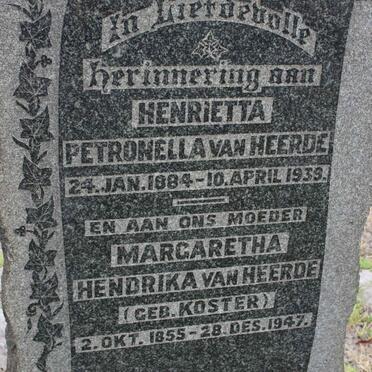 In Liefdevolle
Herinnering aan
HENRIETTA
PETRONELLA VAN HEERDE
24. JAN. 1884 - 10. APRIL 1939.
EN AAN ONS MOEDER
MARGARETHA
HENDRIKA VAN HEERDE
(GEB. KOSTER)
2. OKT. 1855 - 28. DES. 1947.